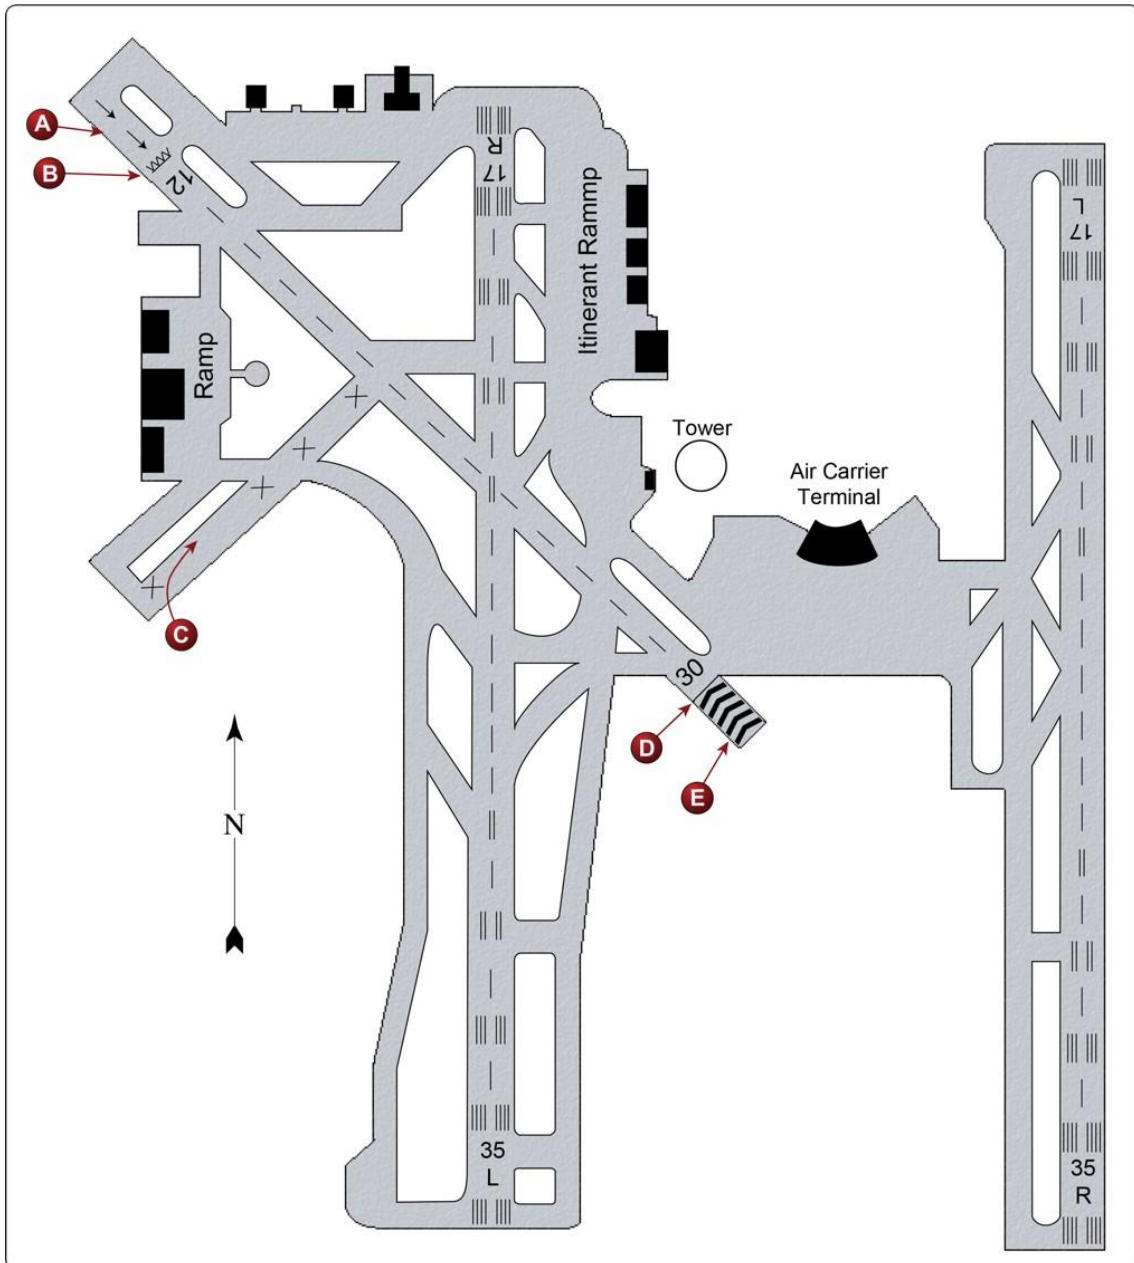 A
B
12
R
17
Itinerant Rammp
L
17
Ramp
Tower
Air Carrier
Terminal
C
30
D
E
N
35
L
35
R